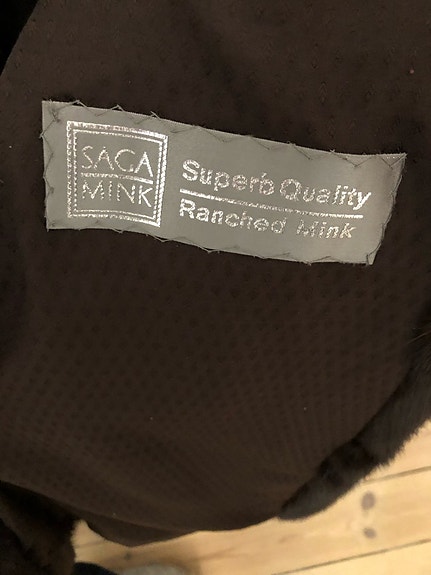 SAGA
MINK
Superb Quality
Ranched Mink